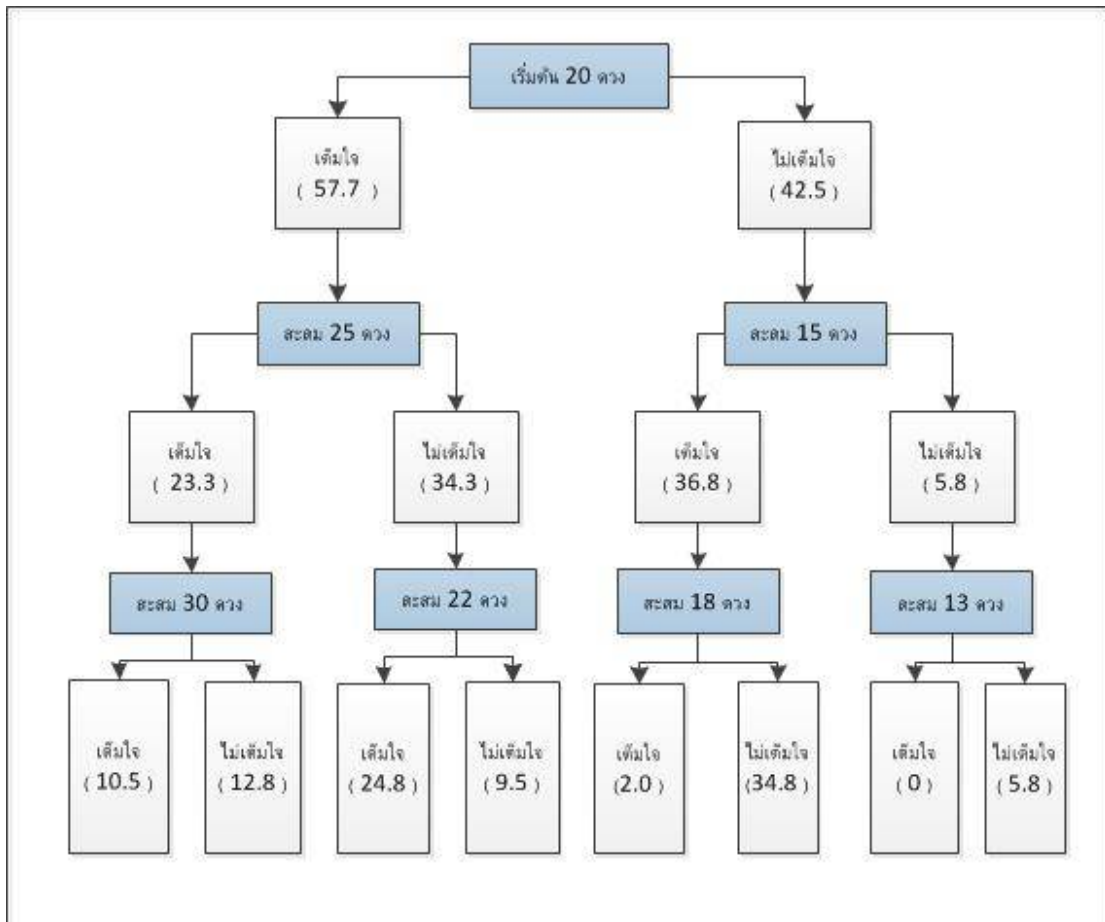 เริ่มต้น 20 ดวง
เต็มใจ
( 57.7 )
ไม่เต็มใจ
( 42.5 )
สะสม 25 ดวง
สะสม 15 ดวง
เต็มใจ
( 23.3 )
ไม่เต็มใจ
( 34.3 )
เต็มใจ
( 36.8 )
ไม่เต็มใจ
( 5.8 )
สะสม 30 ดวง
สะสม 22 ดวง
สะสม 18 ดวง
สะสม 13 ดวง
เต็มใจ
( 10.5 )
ไม่เต็มใจ
( 12.8 )
เต็มใจ
( 24.8 )
ไม่เต็มใจ
( 9.5 )
เต็มใจ
(2.0 )
ไม่เต็มใจ
(34.8 )
เต็มใจ
( 0 )
ไม่เต็มใจ
( 5.8 )